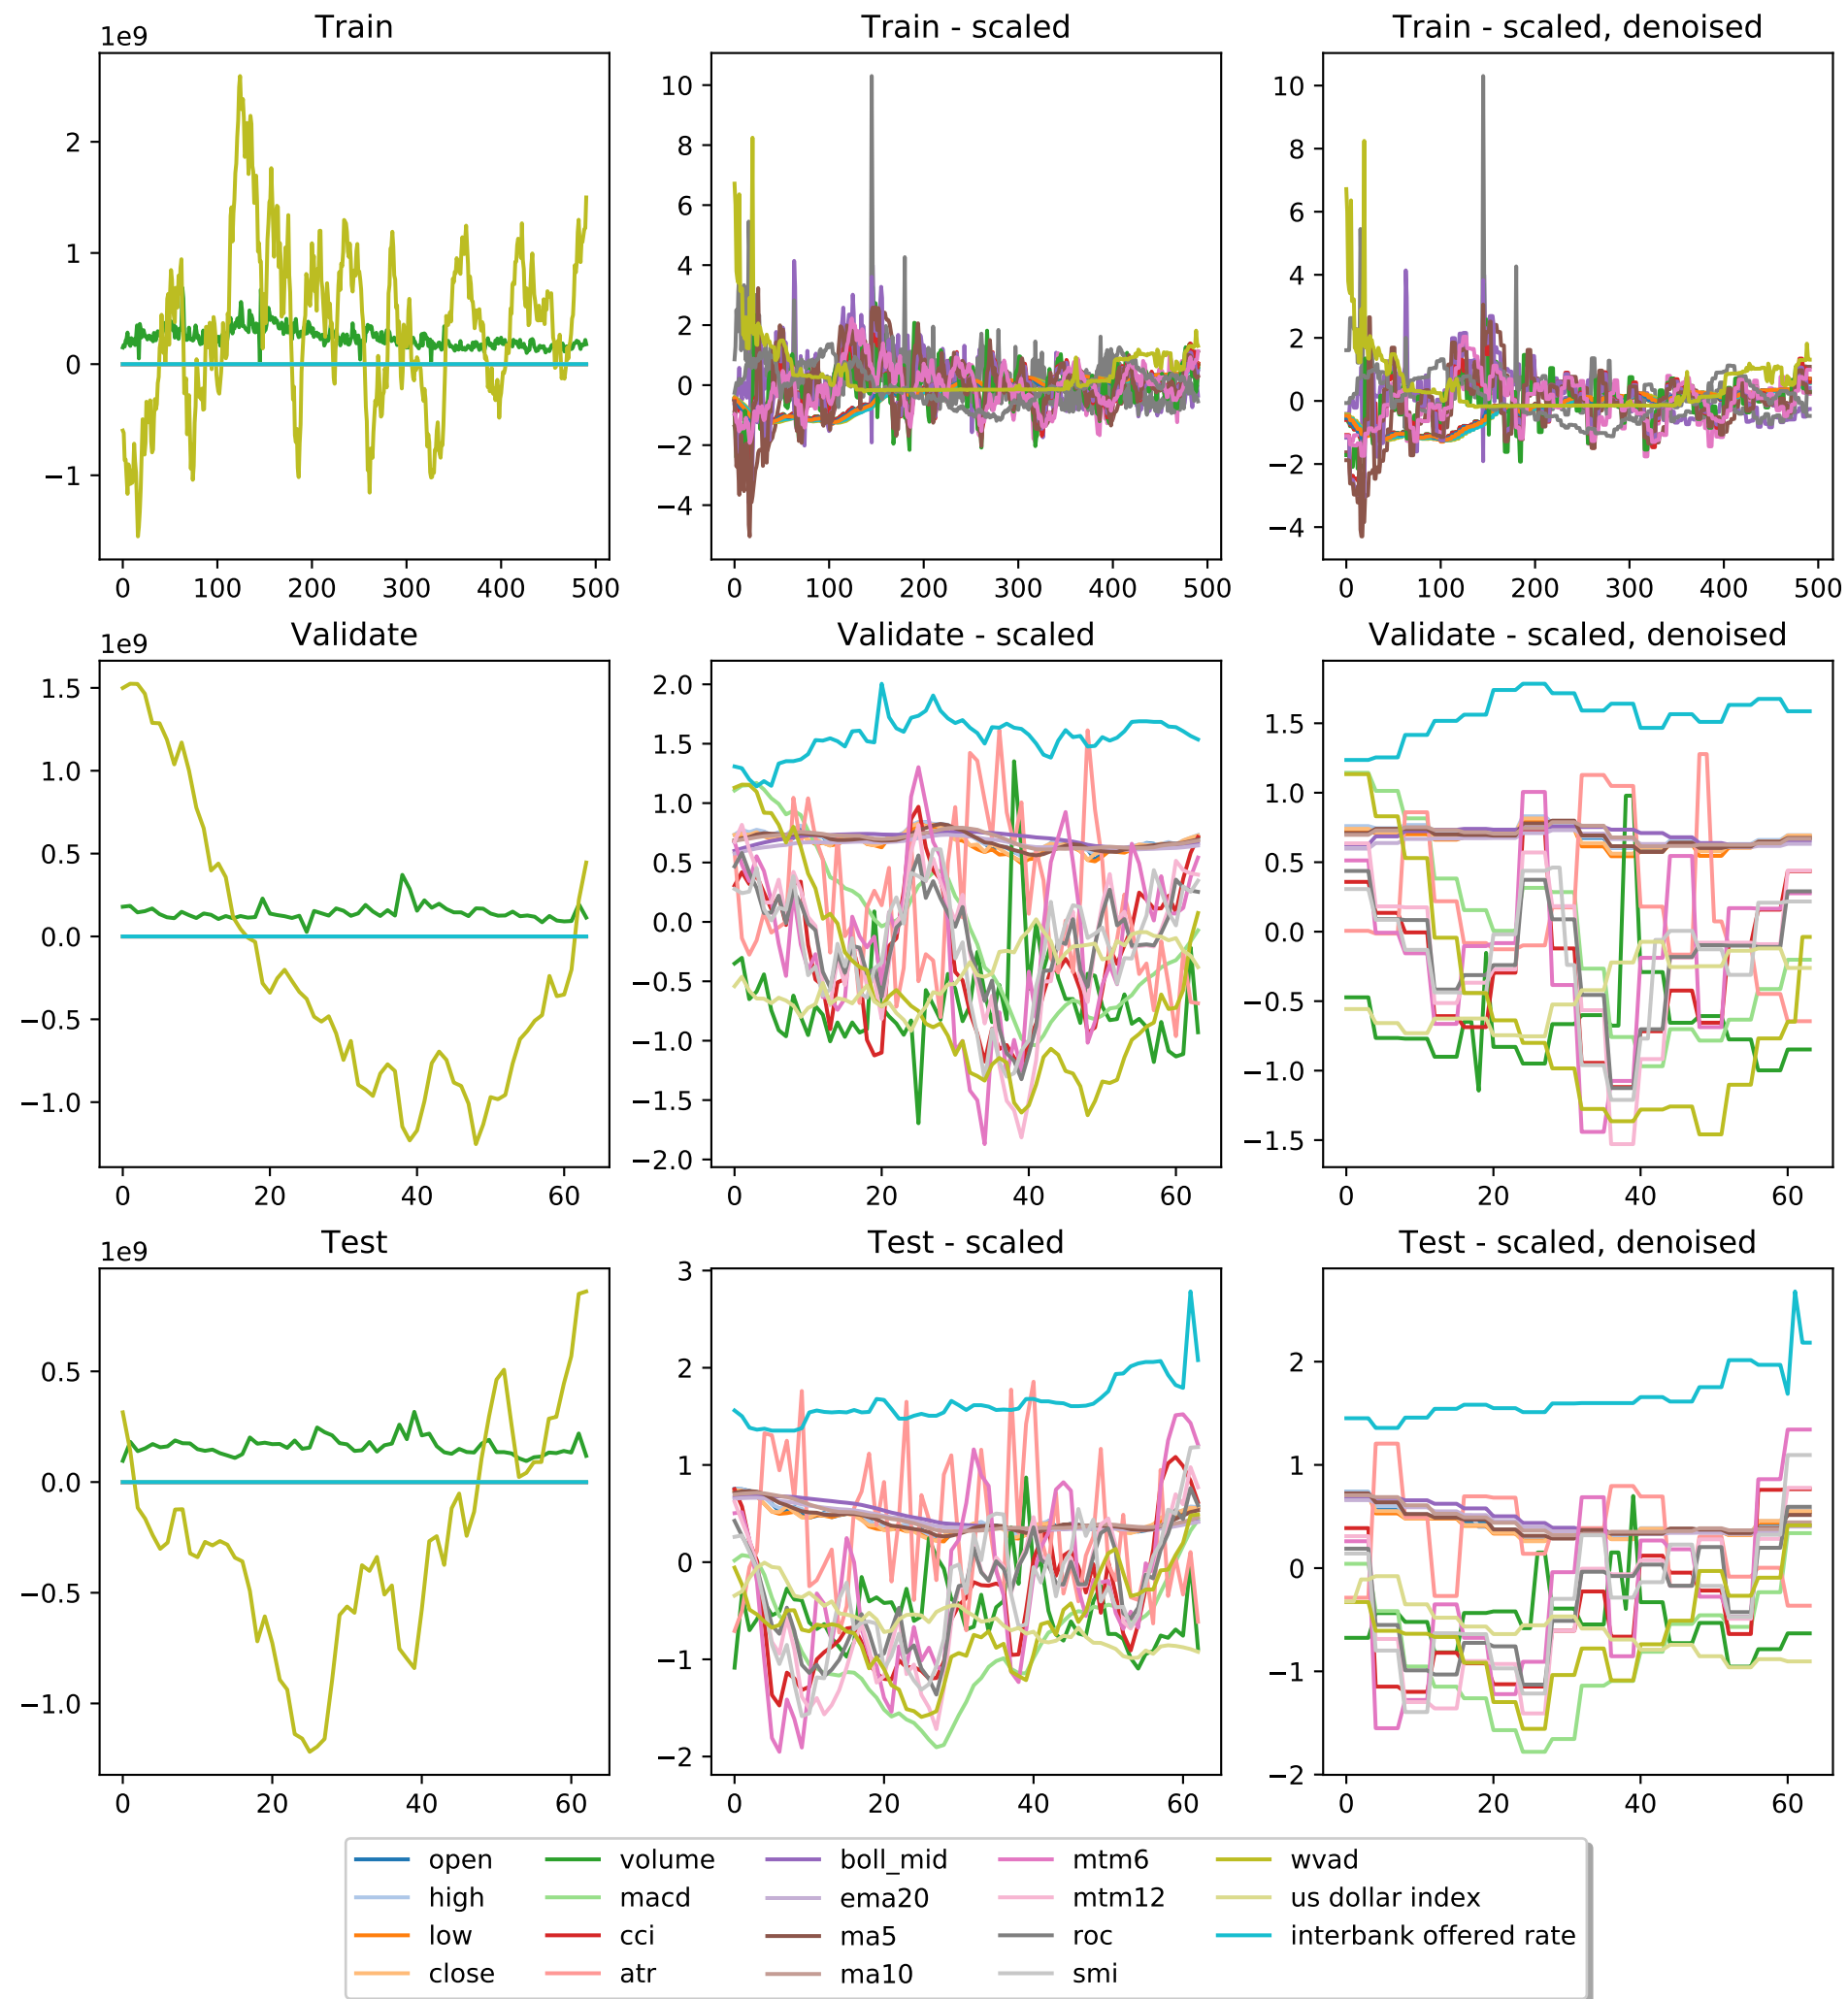 Train
Train - scaled
Train - scaled, denoised
1e9
2
1
0
−1
0 100 200 300 400 500
10
8
6
4
2
0
−2
−4
0 100 200 300 400 500
10
8
6
4
2
0
−2
−4
0 100 200 300 400 500
Validate
Validate - scaled
Validate - scaled, denoised
1e9
1.5
1.0
0.5
0.0
−0.5
−1.0
0 20 40 60
2.0
1.5
1.0
0.5
0.0
−0.5
−1.0
−1.5
−2.0
0 20 40 60
1.5
1.0
0.5
0.0
−0.5
−1.0
−1.5
0 20 40 60
Test
Test - scaled
Test - scaled, denoised
1e9
0.5
0.0
−0.5
−1.0
0 20 40 60
3
2
1
0
−1
−2
0 20 40 60
2
1
0
−1
−2
0 20 40 60
open
high
low
close
volume
macd
cci
atr
boll_mid
ema20
ma5
ma10
mtm6
mtm12
roc
smi
wvad
us dollar index
interbank offered rate